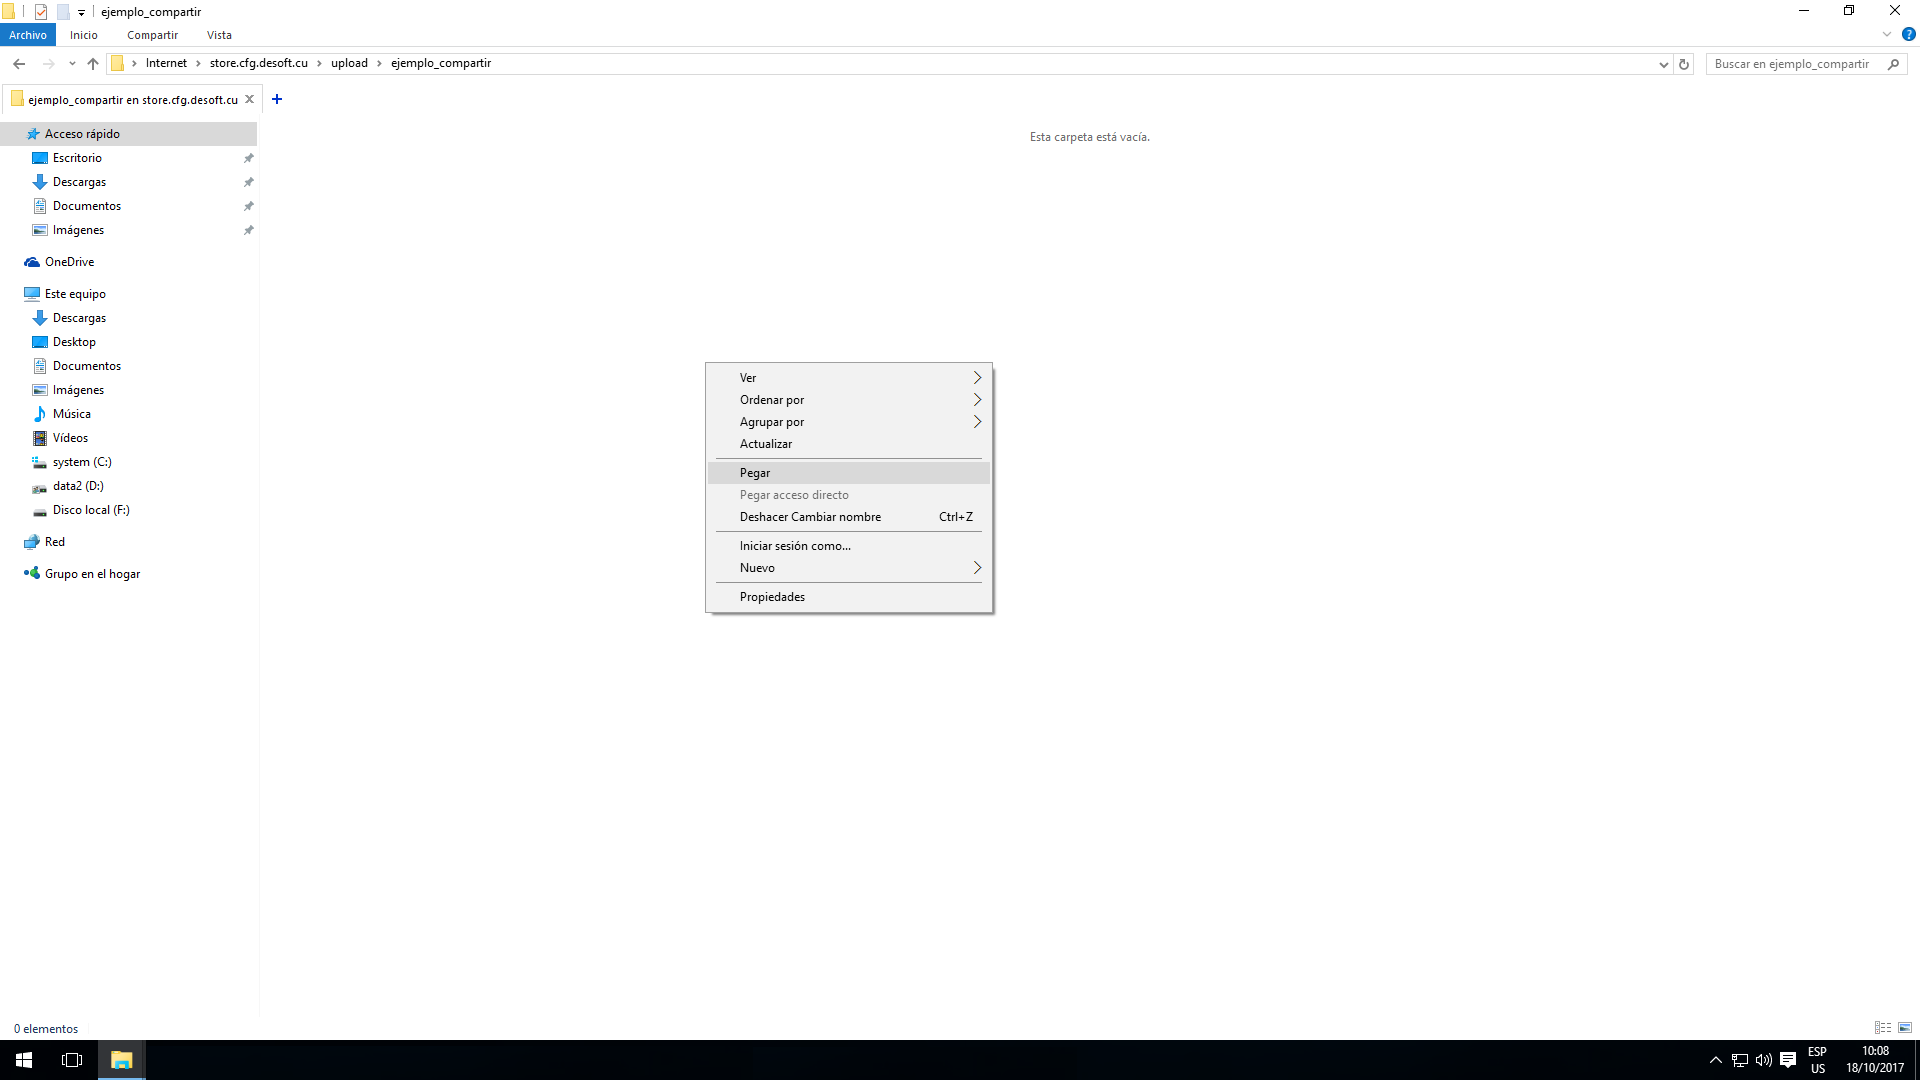 ejemplo_compartir
Archivo Inicio Compartir Vista
Internet store.cfg.desoft.cu upload ejemplo_compartir
Buscar en ejemplo_compartir
ejemplo_compartir en store.cfg.desoft.cu
Esta carpeta está vacía.
Acceso rápido
Escritorio
Descargas
Documentos
Imágenes
OneDrive
Este equipo
Descargas
Desktop
Documentos
Imágenes
Música
Vídeos
system (C:)
data2 (D:)
Disco local (F:)
Red
Grupo en el hogar
Ver
Ordenar por
Agrupar por
Actualizar
Pegar
Pegar acceso directo
Deshacer Cambiar nombre Ctrl+Z
Iniciar sesión como...
Nuevo
Propiedades
0 elementos
ESP
US
10:08
18/10/2017